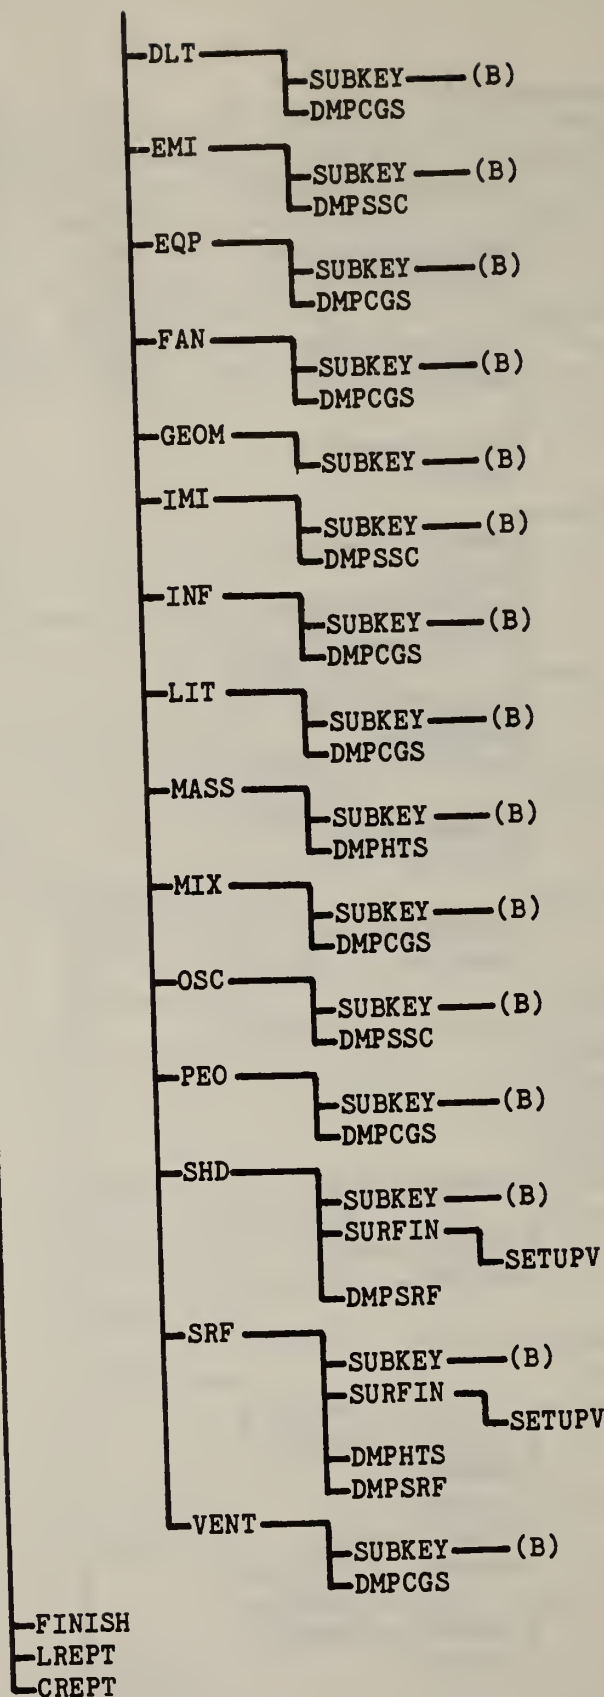 DLT
SUBKEY (B)
DMPCGS
EMI
SUBKEY (B)
DMPSSC
EQP
SUBKEY (B)
DMPCGS
FAN
SUBKEY (B)
DMPCGS
GEOM
SUBKEY (B)
IMI
SUBKEY (B)
DMPSSC
INF
SUBKEY (B)
DMPCGS
LIT
SUBKEY (B)
DMPCGS
MASS
SUBKEY (B)
DMPHTS
MIX
SUBKEY (B)
DMPCGS
OSC
SUBKEY (B)
DMPSSC
PEO
SUBKEY (B)
DMPCGS
SHD
SUBKEY (B)
SURFIN
SETUPV
DMPSRF
SRF
SUBKEY (B)
SURFIN
SETUPV
DMPHTS
DMPSRF
VENT
SUBKEY (B)
DMPCGS
FINISH
LREPT
CREPT